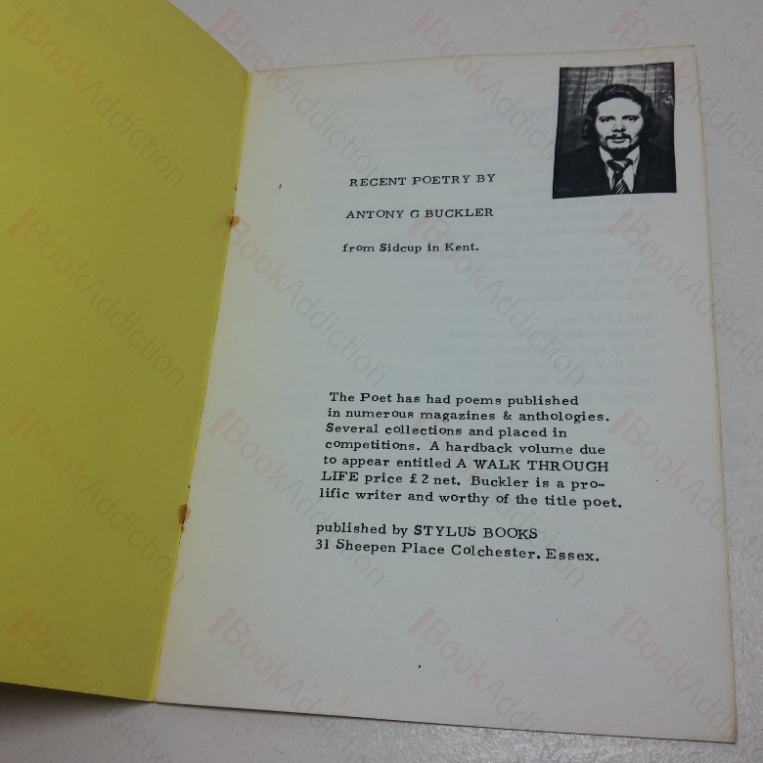 RECENT POETRY BY
ANTONY G BUCKLER
from Sidcup in Kent.
The Poet has had poems published
in numerous magazines & anthologies.
Several collections and placed in
competitions. A hardback volume due
to appear entitled A WALK THROUGH
LIFE price £2 net. Buckler is a pro-
lific writer and worthy of the title poet.
published by STYLUS BOOKS
31 Sheepen Place Colchester. Essex.
BookAddiction